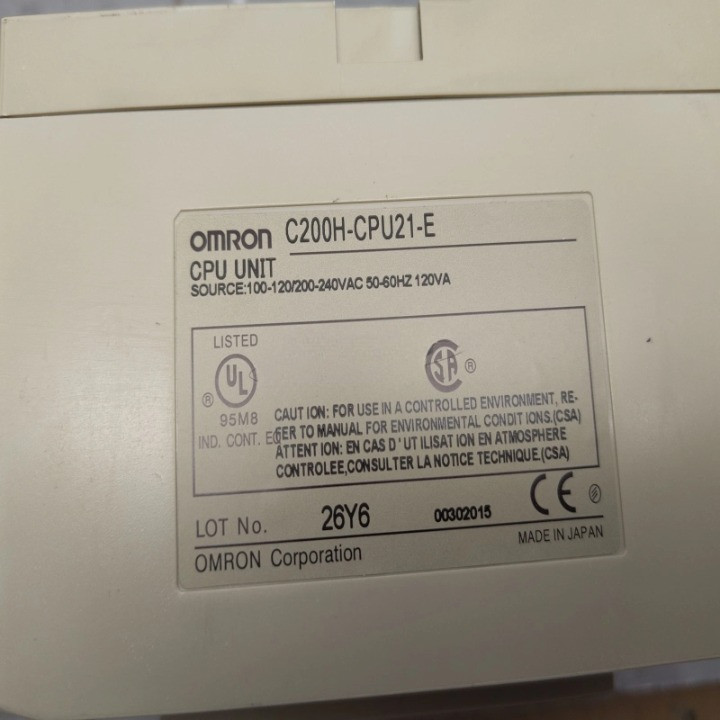 OMRON C200H-CPU21-E
CPU UNIT
SOURCE:100-120/200-240VAC 50-60HZ 120VA
LISTED
UL ®
95M8
IND. CONT. EQ
SA ®
CAUT ION: FOR USE IN A CONTROLLED ENVIRONMENT, RE-
FER TO MANUAL FOR ENVIRONMENTAL CONDIT IONS.(CSA)
ATTENT ION: EN CAS D'UT ILISAT ION EN ATMOSPHERE
CONTROLEE,CONSULTER LA NOTICE TECHNIQUE.(CSA)
LOT No. 26Y6 00302015 CE
OMRON Corporation MADE IN JAPAN